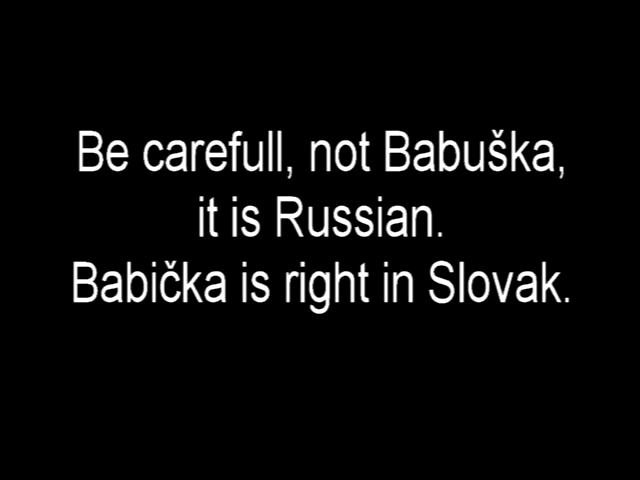 Be carefull, not Babuška,
it is Russian.
Babička is right in Slovak.